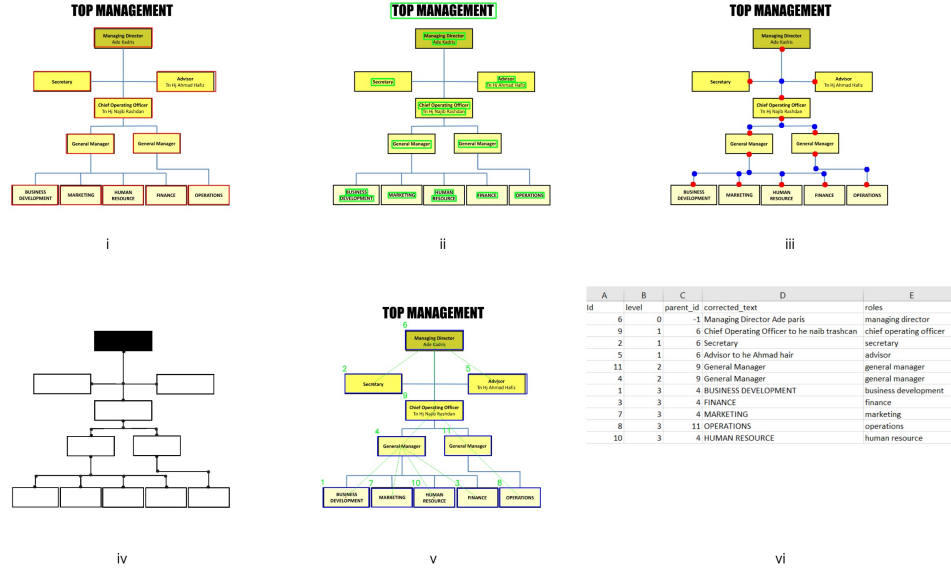 TOP MANAGEMENT
Managing Director
Ade Kadris
Secretary
Advisor
Tn Hj Ahmad Hafiz
Chief Operating Officer
Tn Hj Najib Rashdan
General Manager
General Manager
BUSINESS DEVELOPMENT
MARKETING
HUMAN RESOURCE
FINANCE
OPERATIONS
i
TOP MANAGEMENT
Managing Director
Ade Kadris
Secretary
Advisor
Tn Hj Ahmad Hafiz
Chief Operating Officer
Tn Hj Najib Rashdan
General Manager
General Manager
BUSINESS DEVELOPMENT
MARKETING
HUMAN RESOURCE
FINANCE
OPERATIONS
ii
TOP MANAGEMENT
Managing Director
Ade Kadris
Secretary
Advisor
Tn Hj Ahmad Hafiz
Chief Operating Officer
Tn Hj Najib Rashdan
General Manager
General Manager
BUSINESS DEVELOPMENT
MARKETING
HUMAN RESOURCE
FINANCE
OPERATIONS
iii
iv
TOP MANAGEMENT
6
Managing Director
Ade Kadris
2
Secretary
5
Advisor
Tn Hj Ahmad Hafiz
9
Chief Operating Officer
Tn Hj Najib Rashdan
4
General Manager
11
General Manager
1
BUSINESS DEVELOPMENT
7
MARKETING
10
HUMAN RESOURCE
3
FINANCE
8
OPERATIONS
v
A B C D E
Id level parent_id corrected_text roles
6 0 -1 Managing Director Ade paris managing director
9 1 6 Chief Operating Officer to he naib trashcan chief operating officer
2 1 6 Secretary secretary
5 1 6 Advisor to he Ahmad hair advisor
11 2 9 General Manager general manager
4 2 9 General Manager general manager
1 3 4 BUSINESS DEVELOPMENT business development
3 3 4 FINANCE finance
7 3 4 MARKETING marketing
8 3 11 OPERATIONS operations
10 3 4 HUMAN RESOURCE human resource
vi